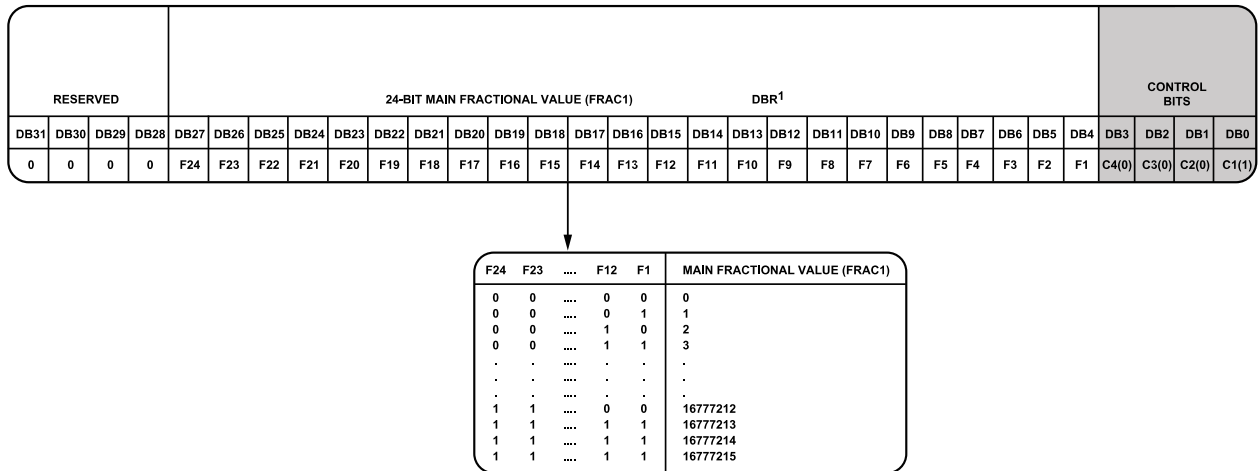 RESERVED 24-BIT MAIN FRACTIONAL VALUE (FRAC1) DBR1 CONTROL
BITS
DB31 DB30 DB29 DB28 DB27 DB26 DB25 DB24 DB23 DB22 DB21 DB20 DB19 DB18 DB17 DB16 DB15 DB14 DB13 DB12 DB11 DB10 DB9 DB8 DB7 DB6 DB5 DB4 DB3 DB2 DB1 DB0
0 0 0 0 F24 F23 F22 F21 F20 F19 F18 F17 F16 F15 F14 F13 F12 F11 F10 F9 F8 F7 F6 F5 F4 F3 F2 F1 C4(0) C3(0) C2(0) C1(1)
F24 F23 .... F12 F1 MAIN FRACTIONAL VALUE (FRAC1)
0 0 .... 0 0 0
0 0 .... 0 1 1
0 0 .... 1 0 2
0 0 .... 1 1 3
. . .... . . .
. . .... . . .
. . .... . . .
1 1 .... 0 0 16777212
1 1 .... 1 1 16777213
1 1 .... 1 1 16777214
1 1 .... 1 1 16777215